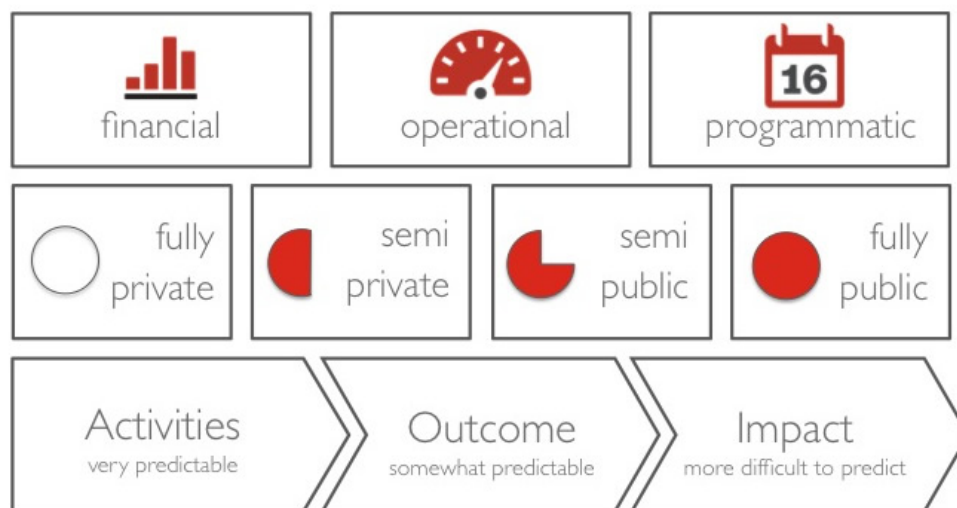 financial
operational
16
programmatic
fully
private
semi
private
semi
public
fully
public
Activities
very predictable
Outcome
somewhat predictable
Impact
more difficult to predict